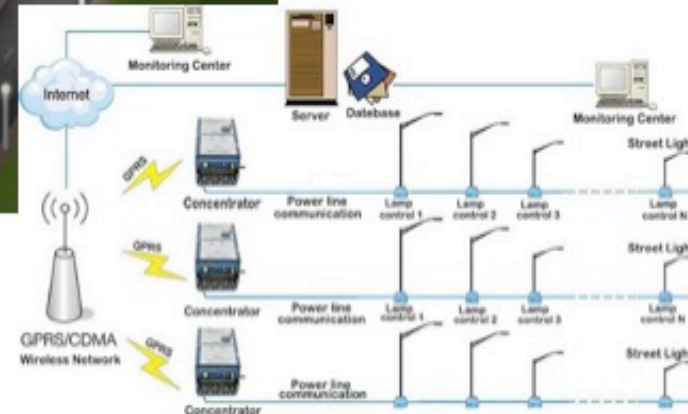 Monitoring Center
Internet
Server
Datebase
Monitoring Center
Street Ligh
GPRS
Concentrator
Power line
communication
Lamp
control 1
Lamp
control 2
Lamp
control 3
Lamp
control N
Street Ligh
GPRS
Concentrator
Power line
communication
Lamp
control 1
Lamp
control 2
Lamp
control 3
Lamp
control N
GPRS/CDMA
Wireless Network
Street Ligh
GPRS
Concentrator
Power line
communication